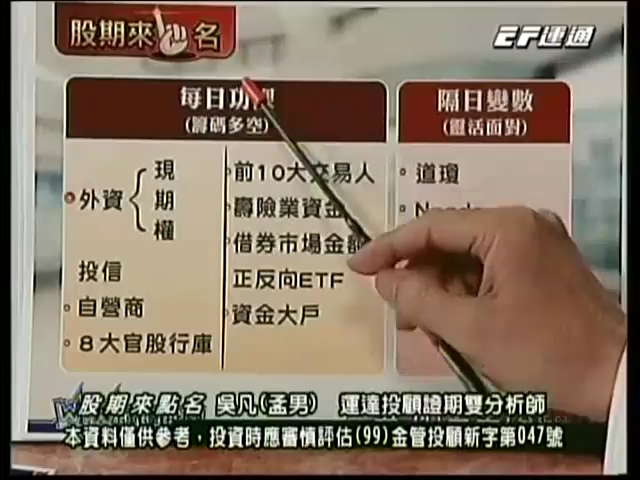 股期來 名
EF運通
每日功
(籌碼多空)
外資
現
期
權
投信
自營商
8大官股行庫
前10大交易人
壽險業資金
借券市場金額
正反向ETF
資金大戶
隔日變數
(靈活面對)
道瓊
股期來點名 吳凡(孟男) 運達投顧證期雙分析師
本資料僅供參考，投資時應審慎評估(99)金管投顧新字第047號